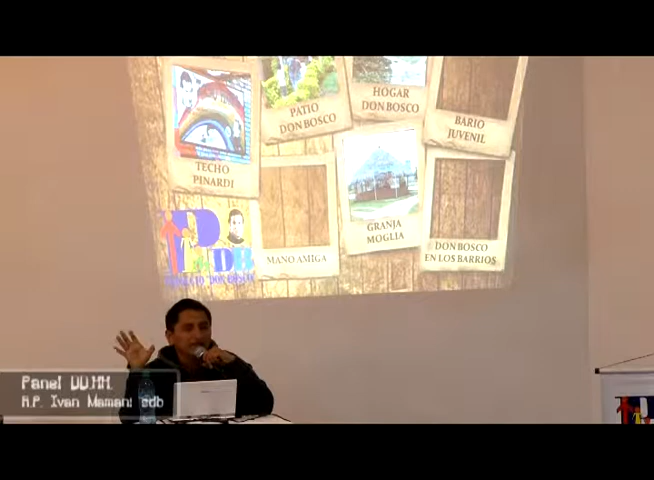 PATIO
DON BOSCO
HOGAR
DON BOSCO
BARIO
JUVENIL
TECHO
PINARDI
MANO AMIGA
GRANJA
MOGLIA
DON BOSCO
EN LOS BARRIOS
PDB
Panel DD.HH.
R.P. Ivan Mamani sdb